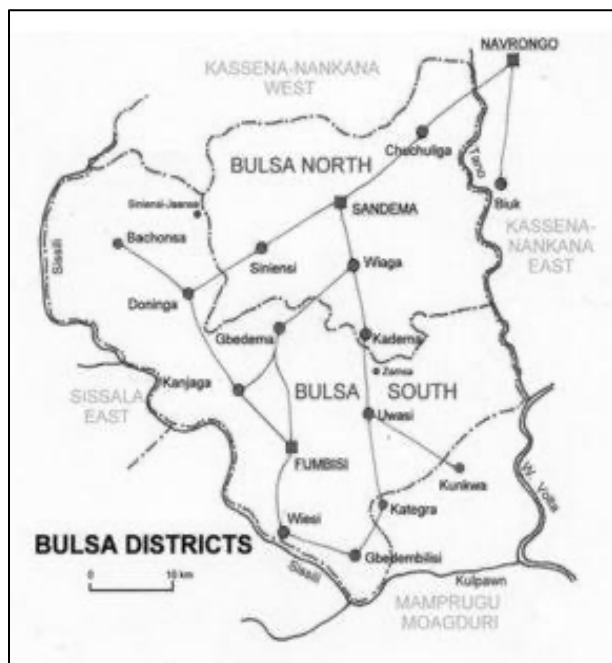 NAVRONGO
KASSENA-NANKANA
WEST
Chuchuliga
BULSA NORTH
Tano
Siniensi-Jaansa
SANDEMA
Biuk
KASSENA-
NANKANA
EAST
Bachonsa
Sissili
Siniensi
Wiaga
Doninga
Gbedema
Kadema
Zamsa
Kanjaga
BULSA SOUTH
SISSALA
EAST
Uwasi
FUMBISI
Kunkwa
W. Volta
Wiesi
Kategra
BULSA DISTRICTS
Gbedembilisi
0 10 km
Sissili
Kulpawn
MAMPRUGU
MOAGDURI